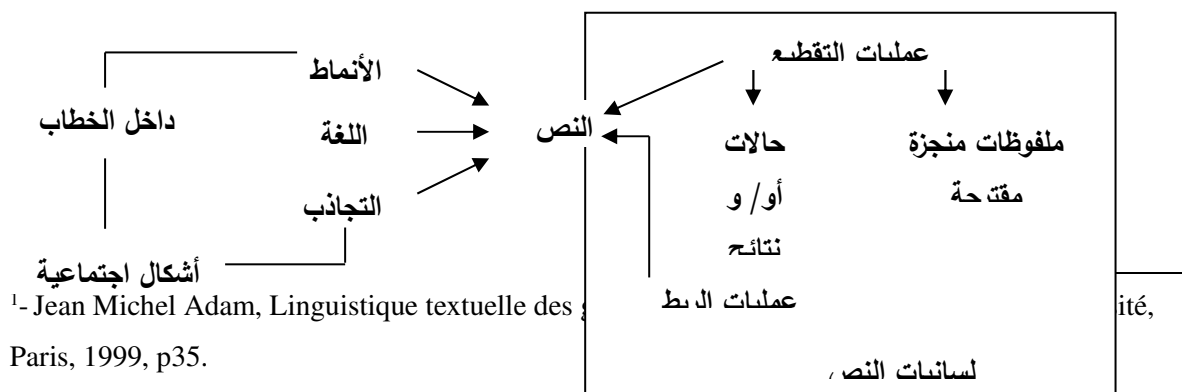 عمليات التقطيع
الأنماط
داخل الخطاب
اللغة
النص
حالات
ملفوظات منجزة
أو/ و
مقترحة
التجاذب
نتائج
أشكال اجتماعية
عمليات الربط
¹- Jean Michel Adam, Linguistique textuelle des
Paris, 1999, p35.
لسانيات النص